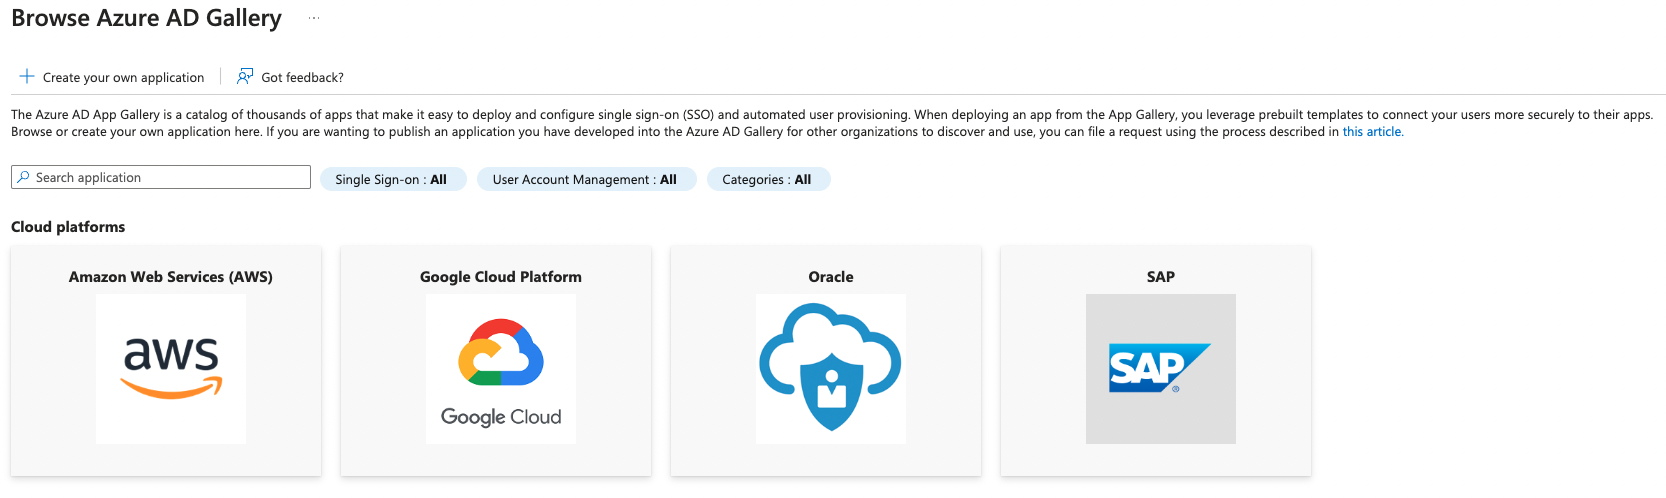 Browse Azure AD Gallery ...
Create your own application
Got feedback?
The Azure AD App Gallery is a catalog of thousands of apps that make it easy to deploy and configure single sign-on (SSO) and automated user provisioning. When deploying an app from the App Gallery, you leverage prebuilt templates to connect your users more securely to their apps.
Browse or create your own application here. If you are wanting to publish an application you have developed into the Azure AD Gallery for other organizations to discover and use, you can file a request using the process described in this article.
Search application
Single Sign-on : All
User Account Management : All
Categories : All
Cloud platforms
Amazon Web Services (AWS)
aws
Google Cloud Platform
Google Cloud
Oracle
SAP
SAP®